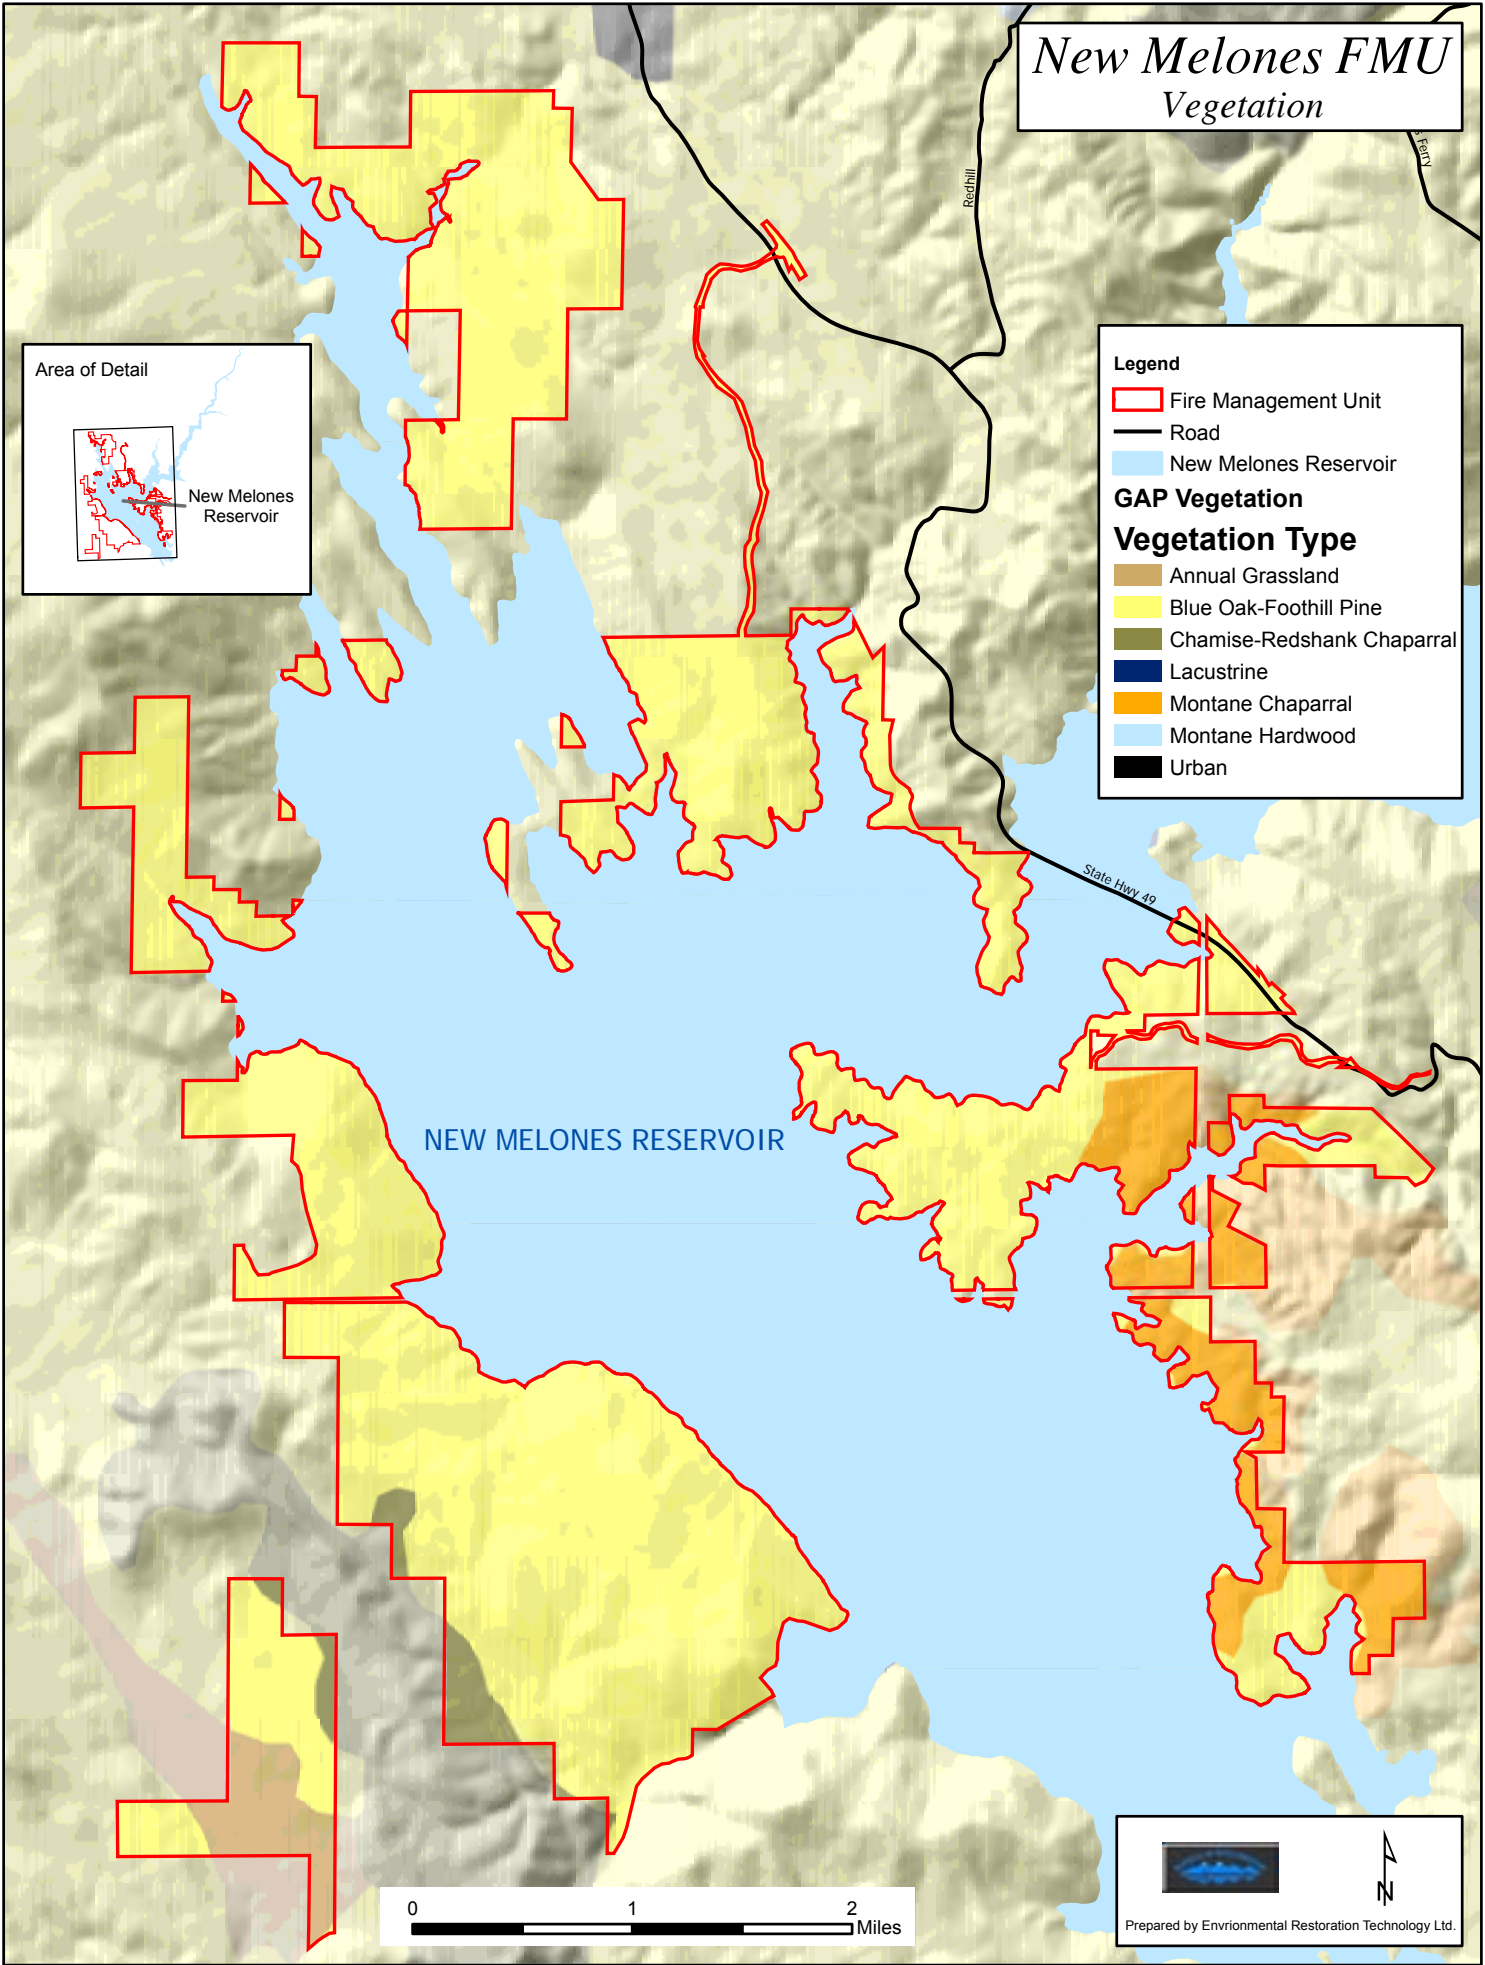 New Melones FMU
Vegetation
Ferry
Redhill
Area of Detail
New Melones
Reservoir
Legend
Fire Management Unit
Road
New Melones Reservoir
GAP Vegetation
Vegetation Type
Annual Grassland
Blue Oak-Foothill Pine
Chamise-Redshank Chaparral
Lacustrine
Montane Chaparral
Montane Hardwood
Urban
State Hwy 49
NEW MELONES RESERVOIR
0 1 2
Miles
N
Prepared by Envrionmental Restoration Technology Ltd.